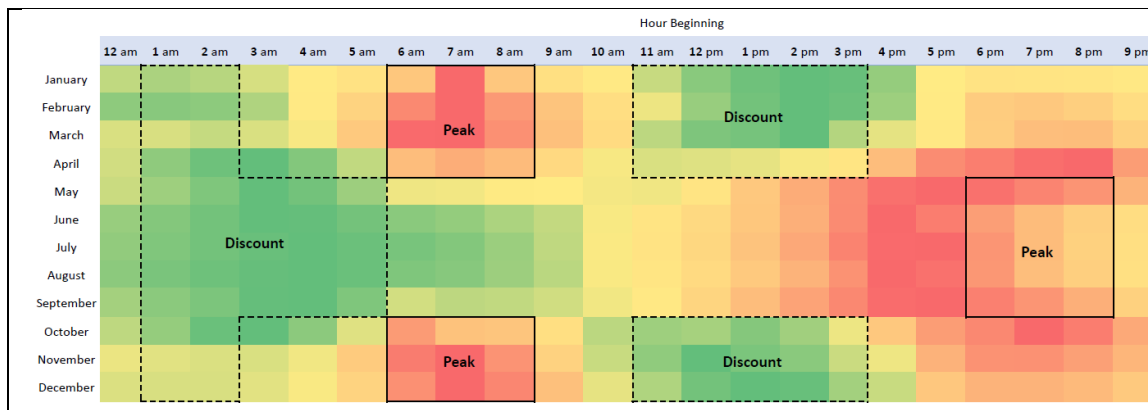 Hour Beginning
12 am 1 am 2 am 3 am 4 am 5 am 6 am 7 am 8 am 9 am 10 am 11 am 12 pm 1 pm 2 pm 3 pm 4 pm 5 pm 6 pm 7 pm 8 pm 9 pm
January
February Discount
March Peak
April
May
June
July Discount Peak
August
September
October
November Peak Discount
December